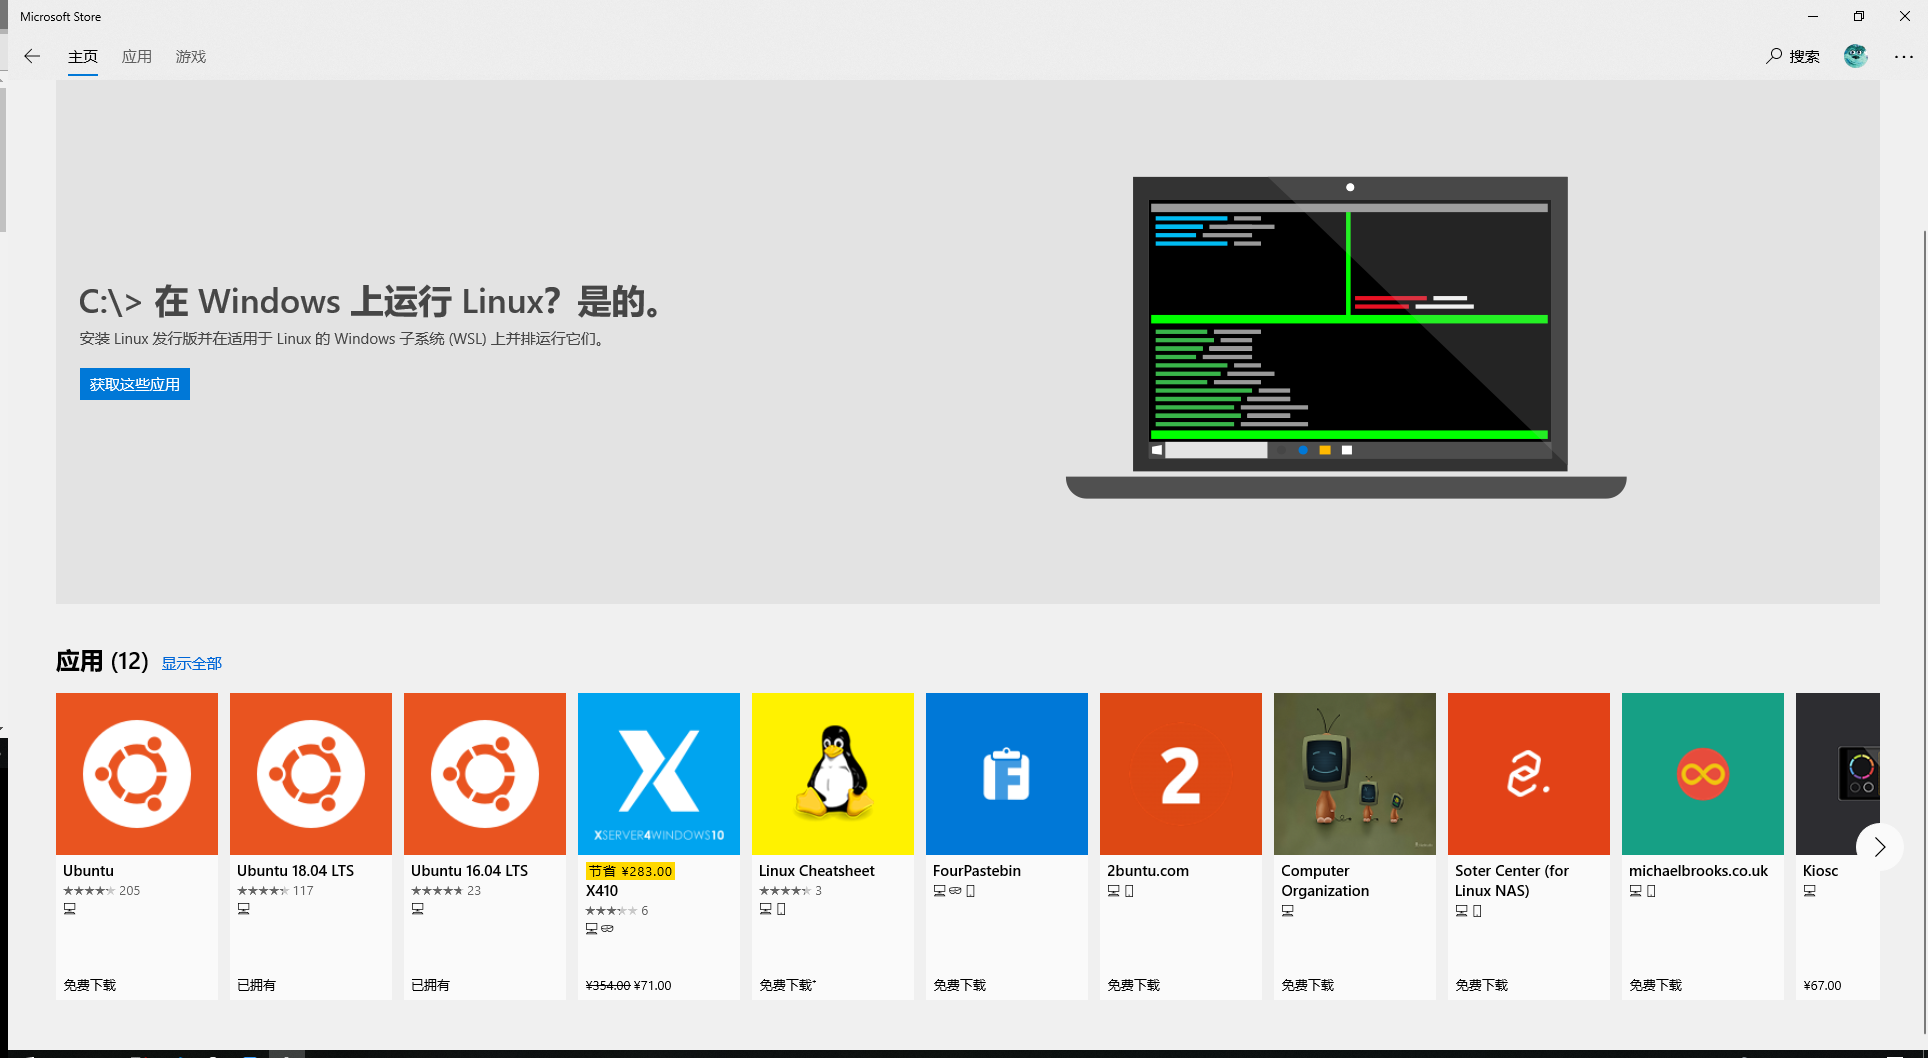 Microsoft Store
主页
应用
游戏
搜索
C:\> 在 Windows 上运行 Linux？是的。
安装 Linux 发行版并在适用于 Linux 的 Windows 子系统 (WSL) 上并排运行它们。
获取这些应用
应用 (12) 显示全部
Ubuntu
205
免费下载
Ubuntu 18.04 LTS
117
已拥有
Ubuntu 16.04 LTS
23
已拥有
XSERVER4WINDOWS10
节省 ¥283.00
X410
6
¥354.00 ¥71.00
Linux Cheatsheet
3
免费下载+
F
FourPastebin
免费下载
2
2buntu.com
免费下载
Computer
Organization
免费下载
Soter Center (for
Linux NAS)
免费下载
michaelbrooks.co.uk
免费下载
Kiosc
¥67.00